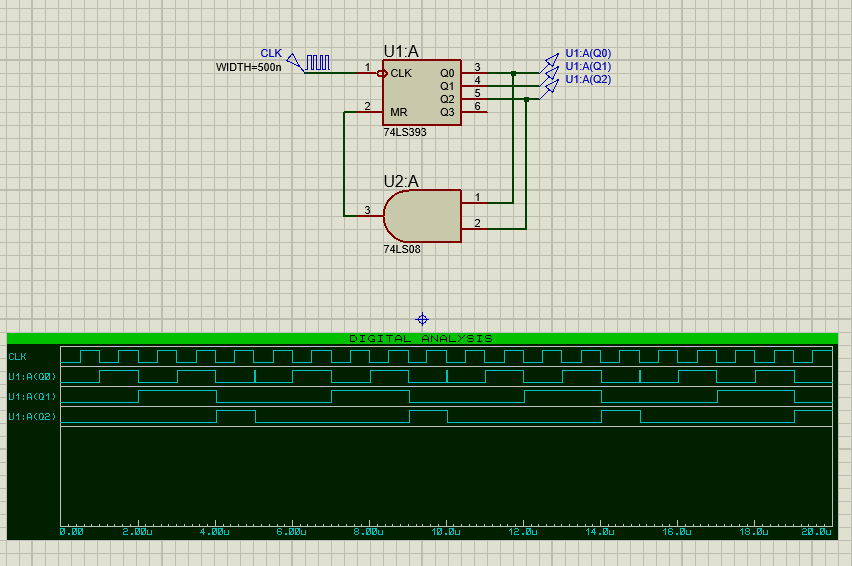 U1:A
CLK
WIDTH=500n
1
CLK
Q0
3
U1:A(Q0)
Q1
4
U1:A(Q1)
Q2
5
U1:A(Q2)
2
MR
Q3
6
74LS393
U2:A
1
3
2
74LS08
DIGITAL ANALYSIS
CLK
U1:A(Q0)
U1:A(Q1)
U1:A(Q2)
0.00 2.00u 4.00u 6.00u 8.00u 10.0u 12.0u 14.0u 16.0u 18.0u 20.0u